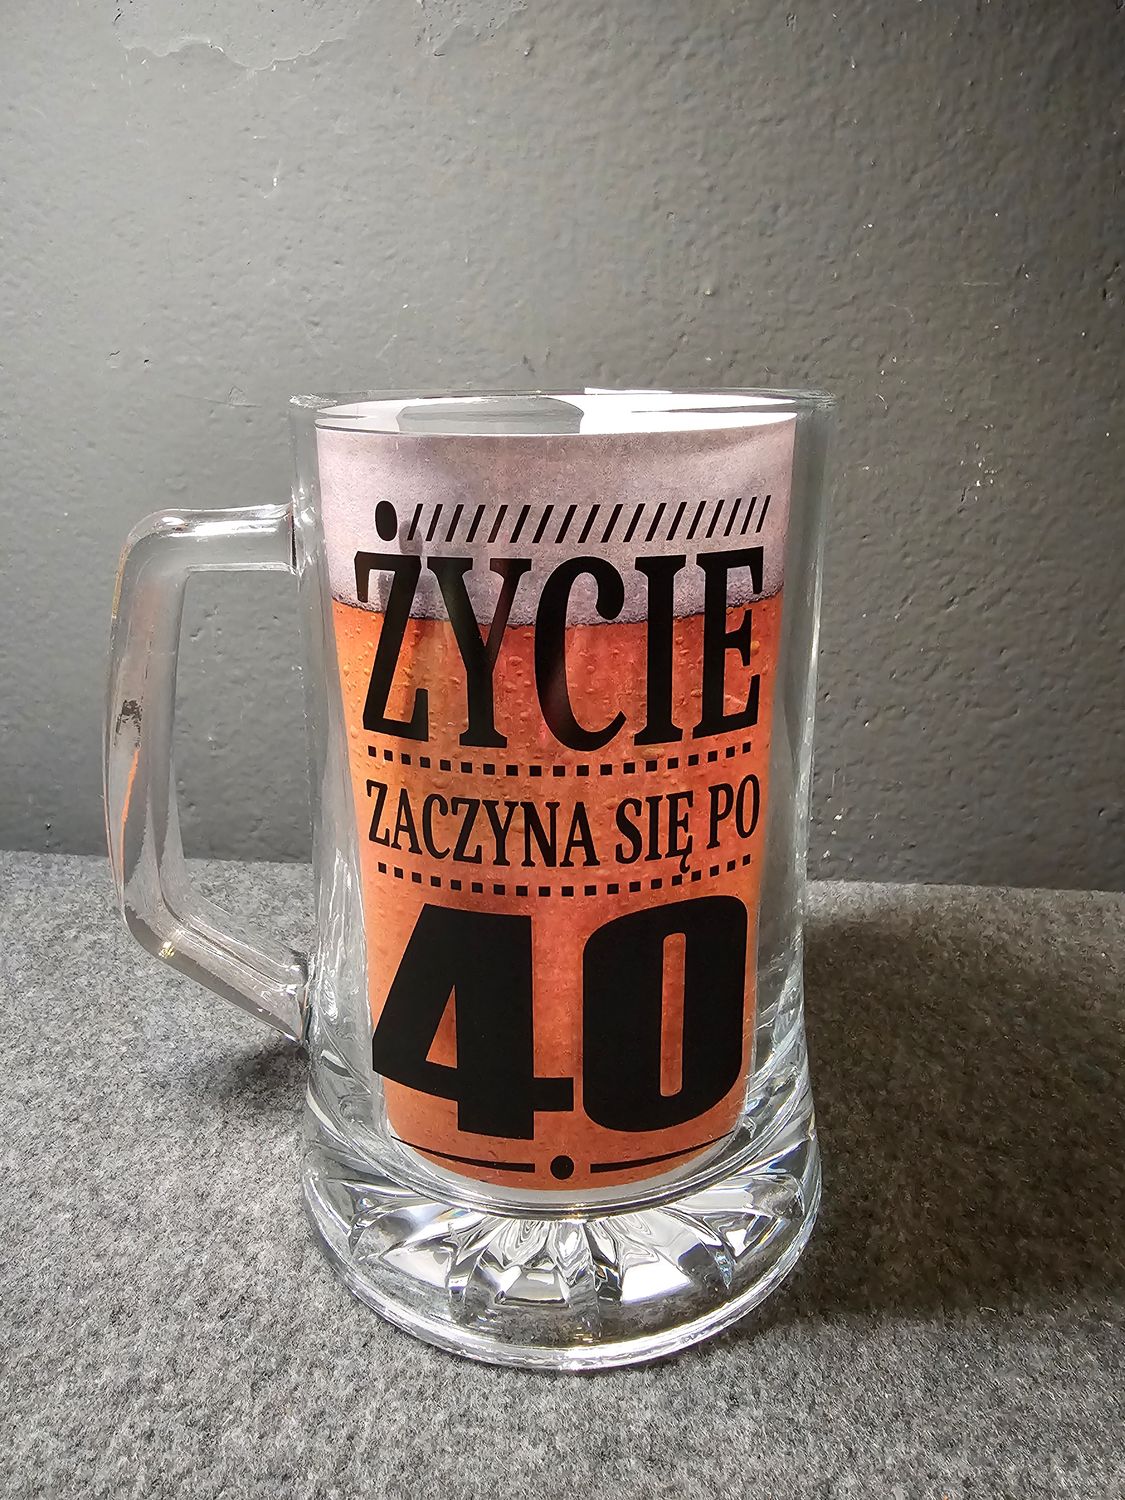 ŻYCIE
ZACZYNA SIĘ PO
40